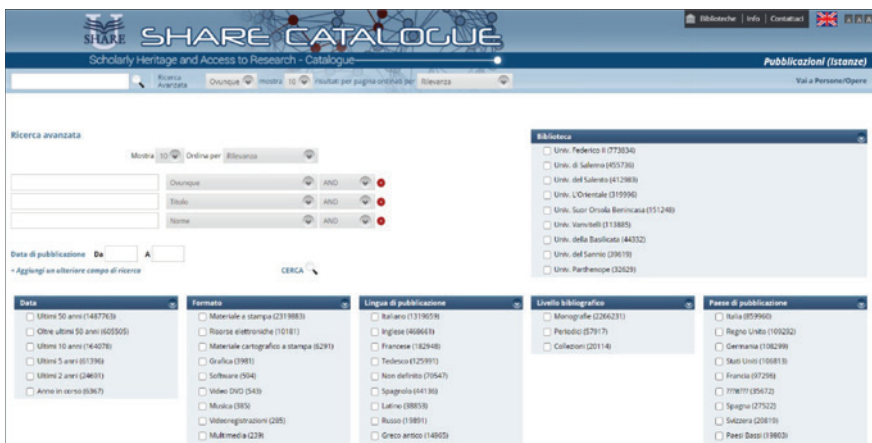 SHARE
SHARE CATALOGUE
Scholarly Heritage and Access to Research - Catalogue
Biblioteche | Info | Contattaci
A A A
Pubblicazioni (Istanze)
Ricerca Avanzata
Ovunque mostra 10 risultati per pagina ordinati per Rilevanza
Vai a Persone/Opere
Ricerca avanzata
Mostra 10 Ordina per Rilevanza
Ovunque AND
Titolo AND
Nome AND
Data di pubblicazione Da A
+ Aggiungi un ulteriore campo di ricerca
CERCA
Biblioteca
Univ. Federico II (773834)
Univ. di Salerno (455736)
Univ. del Salento (412983)
Univ. L'Orientale (319996)
Univ. Suor Orsola Benincasa (151248)
Univ. Vanvitelli (113885)
Univ. della Basilicata (44332)
Univ. del Sannio (39619)
Univ. Parthenope (32629)
Data
Ultimi 50 anni (1487763)
Oltre ultimi 50 anni (605505)
Ultimi 10 anni (164078)
Ultimi 5 anni (61396)
Ultimi 2 anni (24601)
Anno in corso (6367)
Formato
Materiale a stampa (2319883)
Risorse elettroniche (10181)
Materiale cartografico a stampa (6291)
Grafica (3981)
Software (594)
Video DVD (543)
Musica (385)
Videoregistrazioni (285)
Multimedia (239)
Lingua di pubblicazione
Italiano (1319659)
Inglese (468661)
Francese (182948)
Tedesco (125991)
Non definito (70547)
Spagnolo (44136)
Latino (38853)
Russo (19891)
Greco antico (14965)
Livello bibliografico
Monografie (2266231)
Periodici (57917)
Collezioni (20114)
Paese di pubblicazione
Italia (859960)
Regno Unito (109292)
Germania (108299)
Stati Uniti (106813)
Francia (97296)
(35672)
Spagna (27522)
Svizzera (20819)
Paesi Bassi (19803)